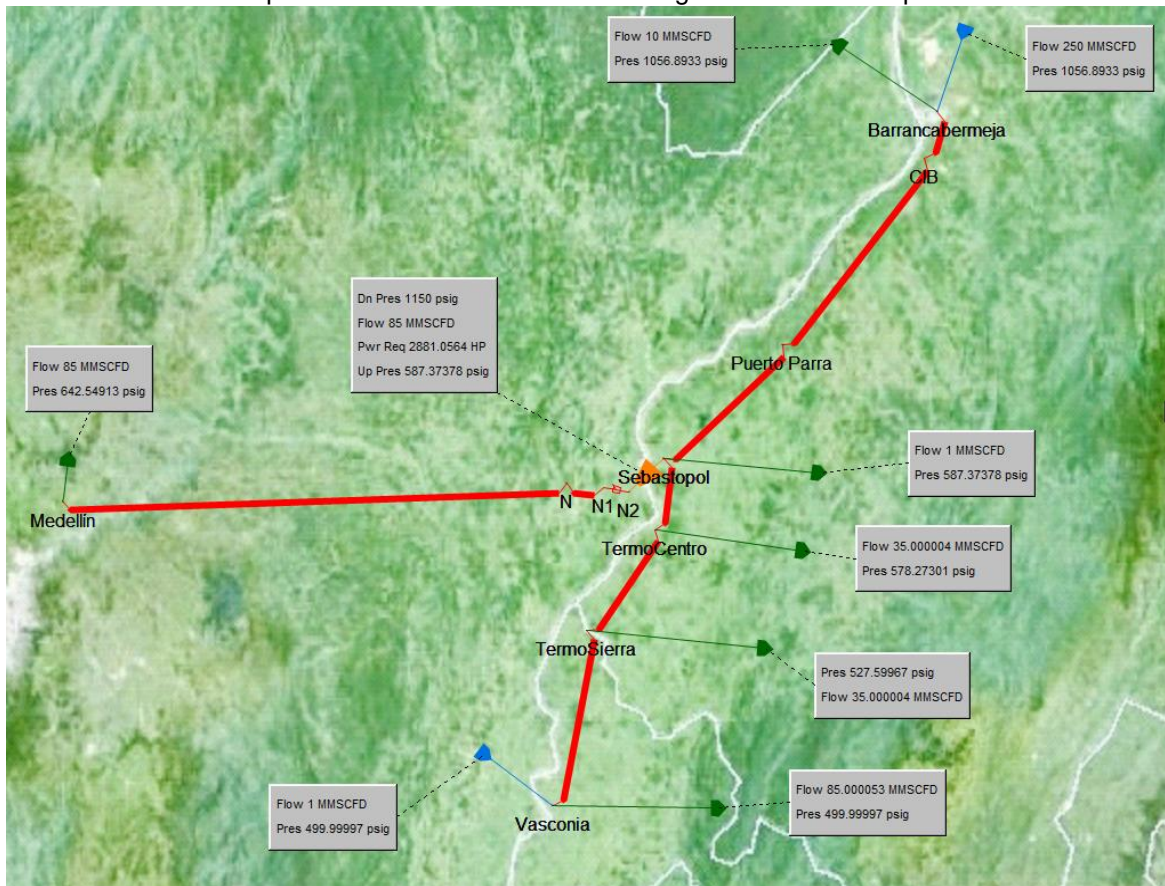 Flow 10 MMSCFD
Pres 1056.8933 psig
Flow 250 MMSCFD
Pres 1056.8933 psig
Barrancabermeja
CIB
Dn Pres 1150 psig
Flow 85 MMSCFD
Pwr Req 2881.0564 HP
Up Pres 587.37378 psig
Flow 85 MMSCFD
Pres 642.54913 psig
Puerto Parra
Flow 1 MMSCFD
Pres 587.37378 psig
Sebastopol
N
N1
N2
Medellín
TermoCentro
Flow 35.000004 MMSCFD
Pres 578.27301 psig
TermoSierra
Pres 527.59967 psig
Flow 35.000004 MMSCFD
Flow 1 MMSCFD
Pres 499.99997 psig
Flow 85.000053 MMSCFD
Pres 499.99997 psig
Vasconia